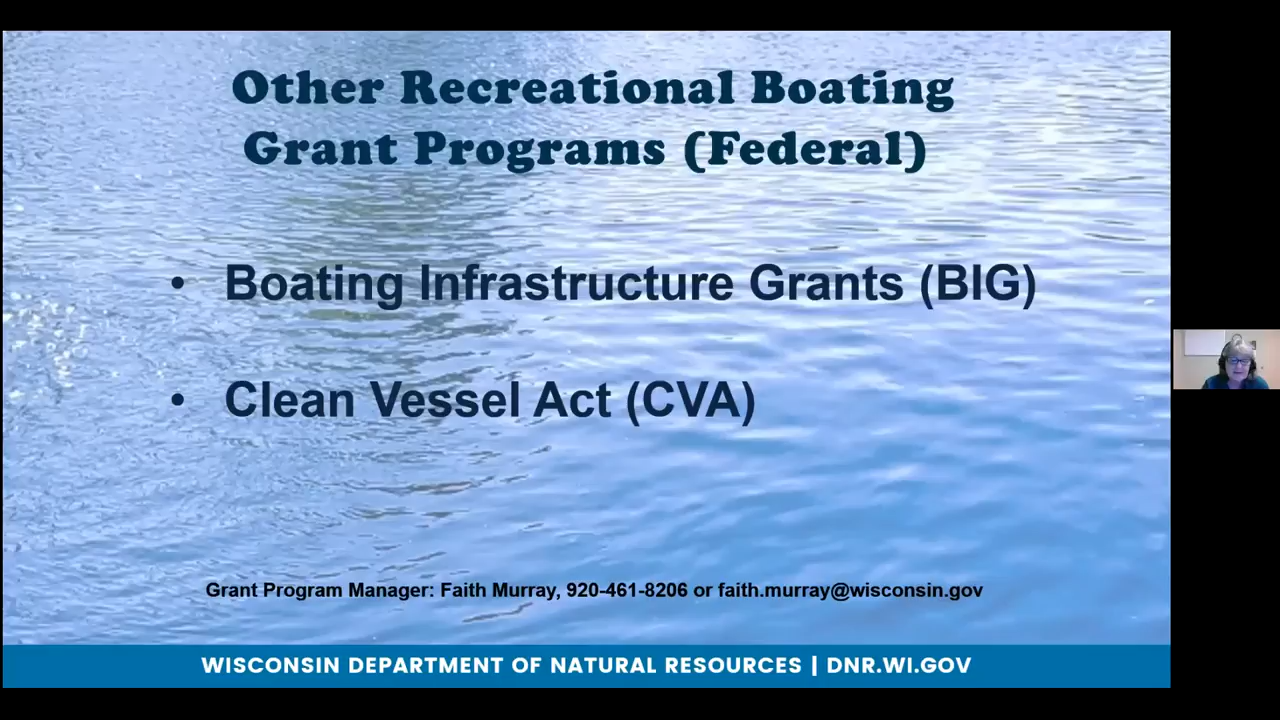 Other Recreational Boating
Grant Programs (Federal)
• Boating Infrastructure Grants (BIG)
• Clean Vessel Act (CVA)
Grant Program Manager: Faith Murray, 920-461-8206 or faith.murray@wisconsin.gov
WISCONSIN DEPARTMENT OF NATURAL RESOURCES | DNR.WI.GOV